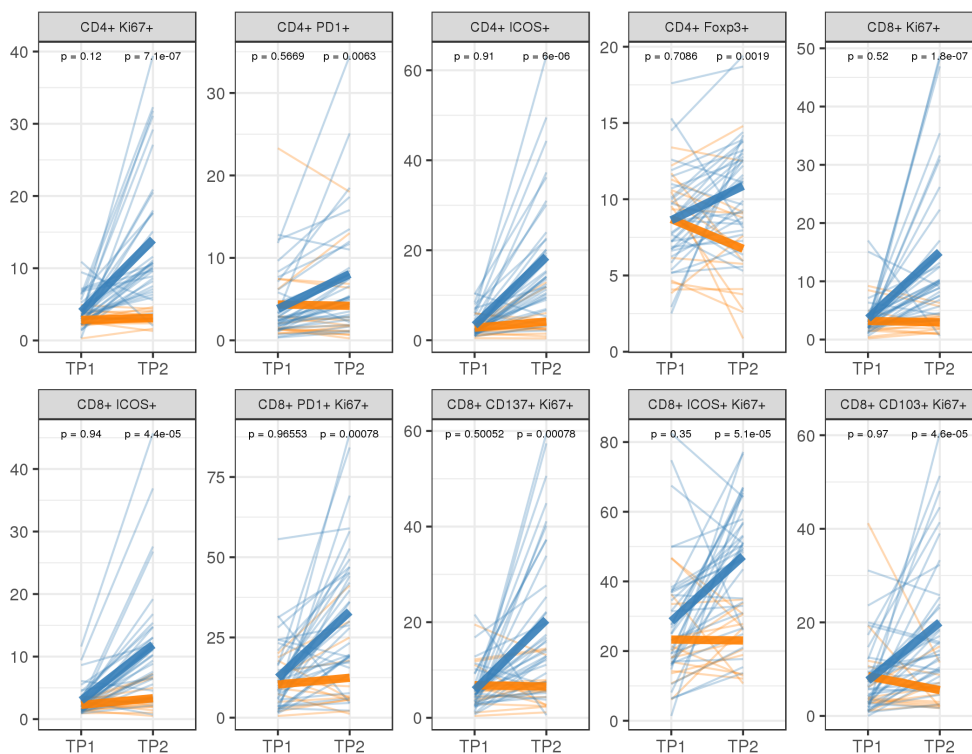 CD4+ Ki67+
CD4+ PD1+
CD4+ ICOS+
CD4+ Foxp3+
CD8+ Ki67+
p = 0.12 p = 7.1e-07
p = 0.5669 p = 0.0063
p = 0.91 p = 6e-06
p = 0.7086 p = 0.0019
p = 0.52 p = 1.8e-07
40
30
20
10
0
30
20
10
0
60
40
20
0
20
15
10
5
0
50
40
30
20
10
0
TP1 TP2
TP1 TP2
TP1 TP2
TP1 TP2
TP1 TP2
CD8+ ICOS+
CD8+ PD1+ Ki67+
CD8+ CD137+ Ki67+
CD8+ ICOS+ Ki67+
CD8+ CD103+ Ki67+
p = 0.94 p = 4.4e-05
p = 0.96553 p = 0.00078
p = 0.50052 p = 0.00078
p = 0.35 p = 5.1e-05
p = 0.97 p = 4.6e-05
40
30
20
10
0
75
50
25
0
60
40
20
0
80
60
40
20
0
60
40
20
0
TP1 TP2
TP1 TP2
TP1 TP2
TP1 TP2
TP1 TP2